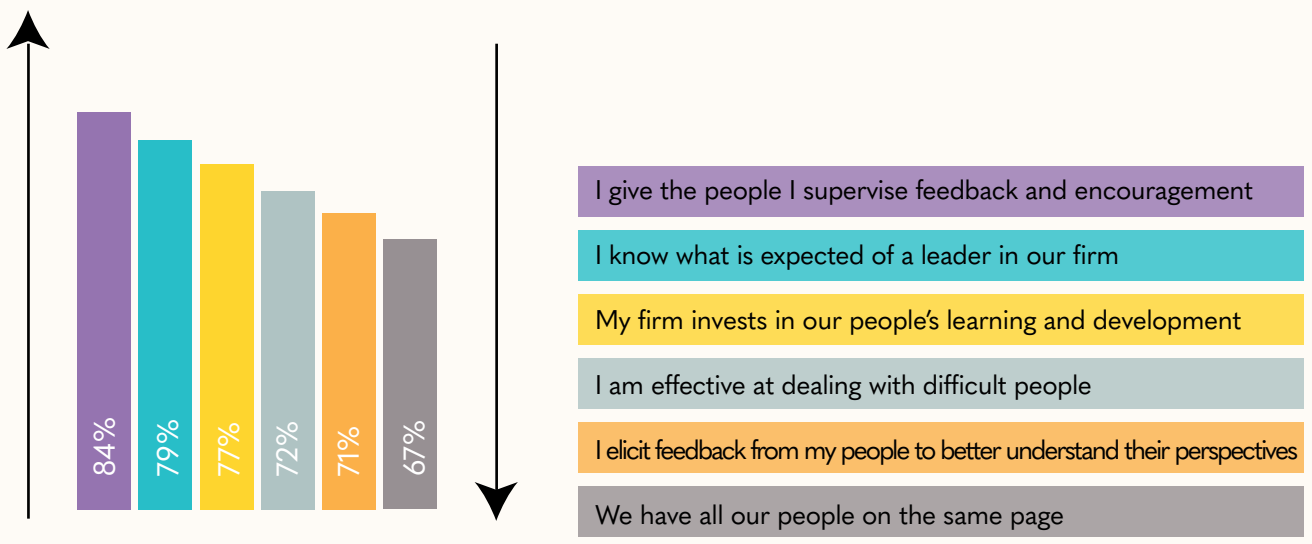 84%
79%
77%
72%
71%
67%
I give the people I supervise feedback and encouragement
I know what is expected of a leader in our firm
My firm invests in our people’s learning and development
I am effective at dealing with difficult people
I elicit feedback from my people to better understand their perspectives
We have all our people on the same page